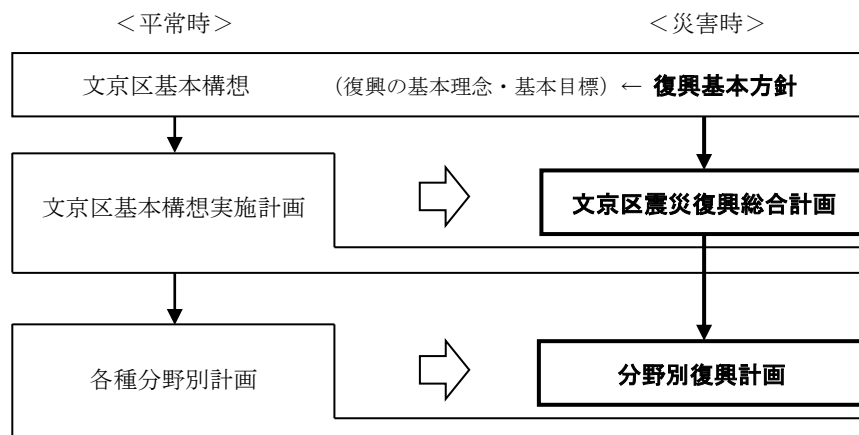 ＜平常時＞ ＜災害時＞
文京区基本構想 （復興の基本理念・基本目標）← 復興基本方針
文京区基本構想実施計画 文京区震災復興総合計画
各種分野別計画 分野別復興計画